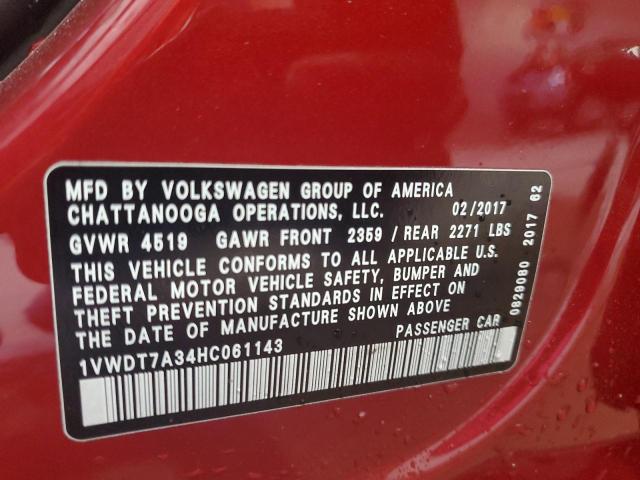 MFD BY VOLKSWAGEN GROUP OF AMERICA
CHATTANOOGA OPERATIONS, LLC. 02/2017
GVWR 4519 GAWR FRONT 2359 / REAR 2271 LBS
THIS VEHICLE CONFORMS TO ALL APPLICABLE U.S.
FEDERAL MOTOR VEHICLE SAFETY, BUMPER AND
THEFT PREVENTION STANDARDS IN EFFECT ON
THE DATE OF MANUFACTURE SHOWN ABOVE
1VWDT7A34HC061143 PASSENGER CAR
0829080 2017 62